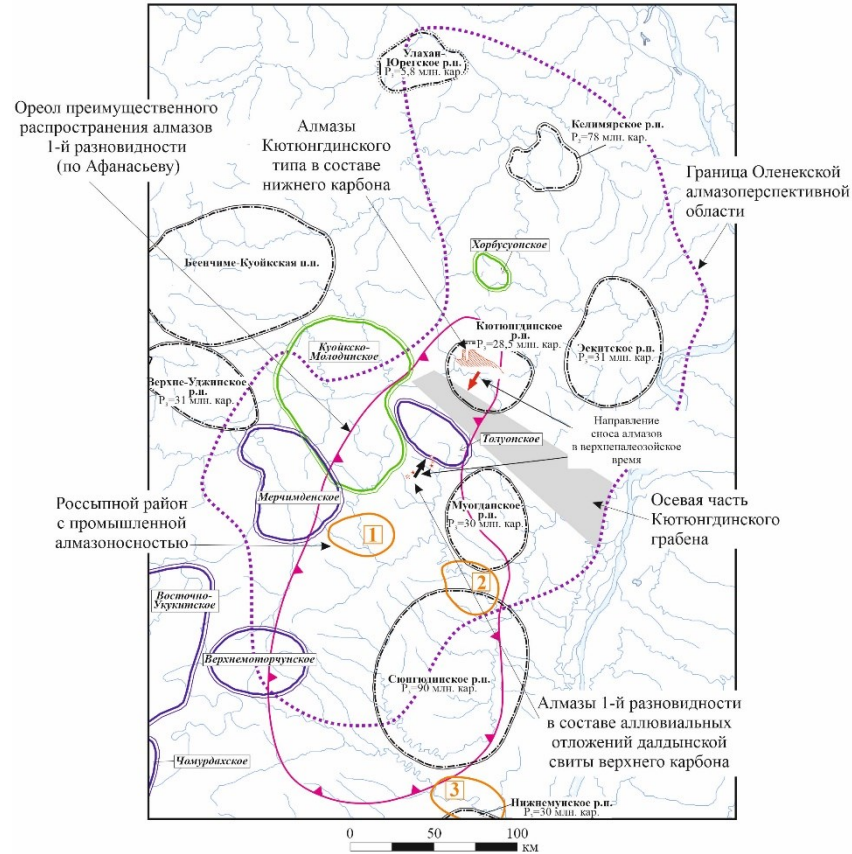 Улахан-
Юретское р.п.
P₃=5,8 млн. кар.
Келимярское р.п.
P₃=78 млн. кар.
Ореол преимущественного
распространения алмазов
1-й разновидности
(по Афанасьеву)
Алмазы
Кютюнгдинского
типа в составе
нижнего карбона
Граница Оленекской
алмазоперспективной
области
Беенчиме-Куойкская п.п.
Хорбусуопское
Куойкско-
Молодинское
Кютюнгдинское
р.п.
P₃=28,5 млн. кар.
Эекитское р.п.
P₃=31 млн. кар.
Верхне-Уджинское
р.п.
P₃=31 млн. кар.
Направление
сноса алмазов
в верхнепалеозойское
время
Толуопское
Мерчимденское
Россыпной район
с промышленной
алмазоносностью
Муогданское
р.п.
P₃=30 млн. кар.
Осевая часть
Кютюнгдинского
грабена
1
2
Восточно-
Укукитское
Верхнемоторчунское
Сюнгюдинское р.п.
P₃=90 млн. кар.
Алмазы 1-й разновидности
в составе аллювиальных
отложений далдынской
свиты верхнего карбона
Чомурдахское
3
Нижнемунское р.п.
P₃=30 млн. кар.
0 50 100
км